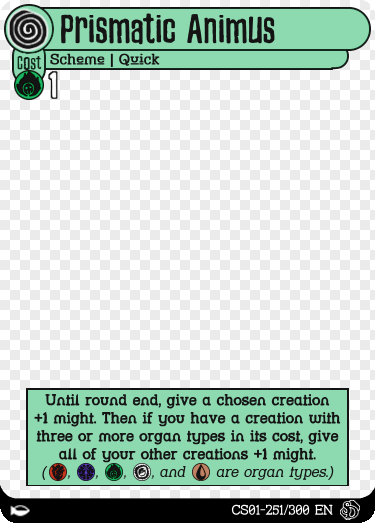 Prismatic Animus
Cost
Scheme | Quick
1
Until round end, give a chosen creation
+1 might. Then if you have a creation with
three or more organ types in its cost, give
all of your other creations +1 might.
( , , , , and are organ types.)
CS01-251/300 EN